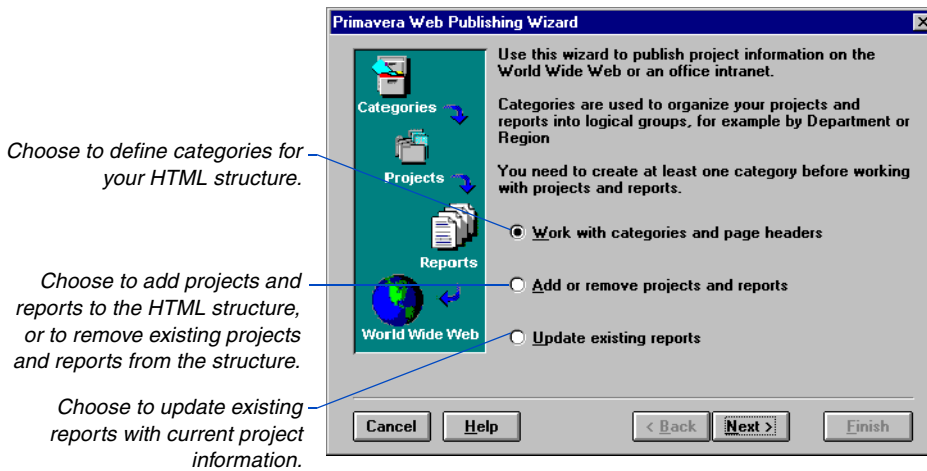 Primavera Web Publishing Wizard
Use this wizard to publish project information on the
World Wide Web or an office intranet.
Categories
Categories are used to organize your projects and
reports into logical groups, for example by Department or
Region
Choose to define categories for
your HTML structure.
Projects
You need to create at least one category before working
with projects and reports.
Work with categories and page headers
Reports
Choose to add projects and
reports to the HTML structure,
or to remove existing projects
and reports from the structure.
Add or remove projects and reports
World Wide Web
Update existing reports
Choose to update existing
reports with current project
information.
Cancel
Help
< Back
Next >
Finish